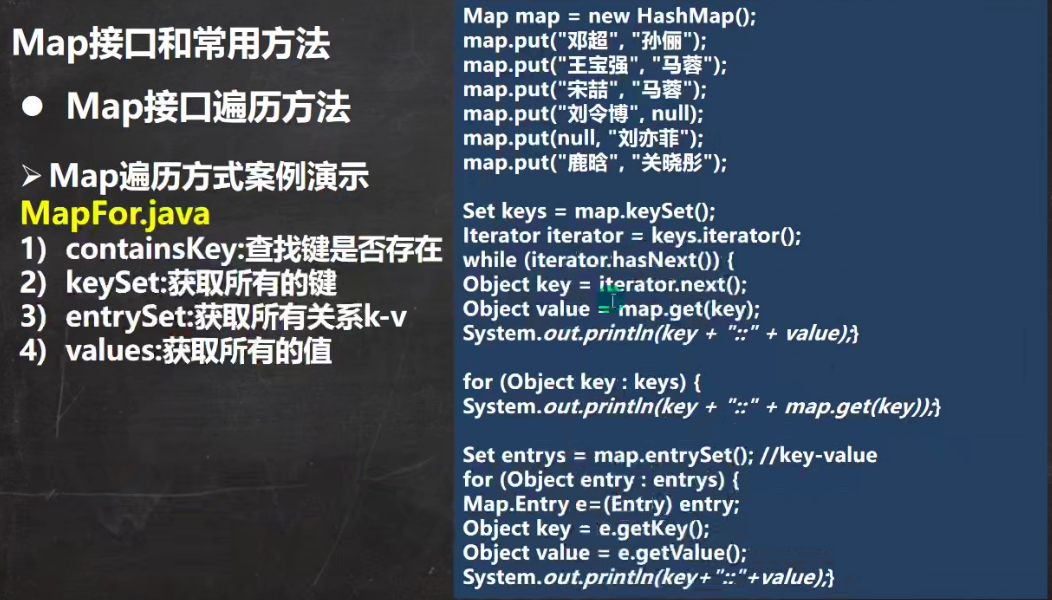 Map接口和常用方法
● Map接口遍历方法
➢ Map遍历方式案例演示
MapFor.java
1）containsKey:查找键是否存在
2）keySet:获取所有的键
3）entrySet:获取所有关系k-v
4）values:获取所有的值
Map map = new HashMap();
map.put("邓超", "孙俪");
map.put("王宝强", "马蓉");
map.put("宋喆", "马蓉");
map.put("刘令博", null);
map.put(null, "刘亦菲");
map.put("鹿晗", "关晓彤");
Set keys = map.keySet();
Iterator iterator = keys.iterator();
while (iterator.hasNext()) {
Object key = iterator.next();
Object value = map.get(key);
System.out.println(key + "::" + value);}
for (Object key : keys) {
System.out.println(key + "::" + map.get(key));}
Set entrys = map.entrySet(); //key-value
for (Object entry : entrys) {
Map.Entry e=(Entry) entry;
Object key = e.getKey();
Object value = e.getValue();
System.out.println(key+"::"+value);}